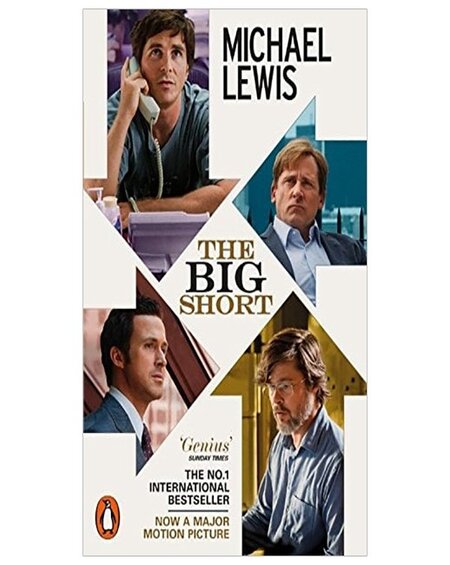 MICHAEL
LEWIS
THE
BIG
SHORT
'Genius'
SUNDAY TIMES
THE NO.1
INTERNATIONAL
BESTSELLER
NOW A MAJOR
MOTION PICTURE